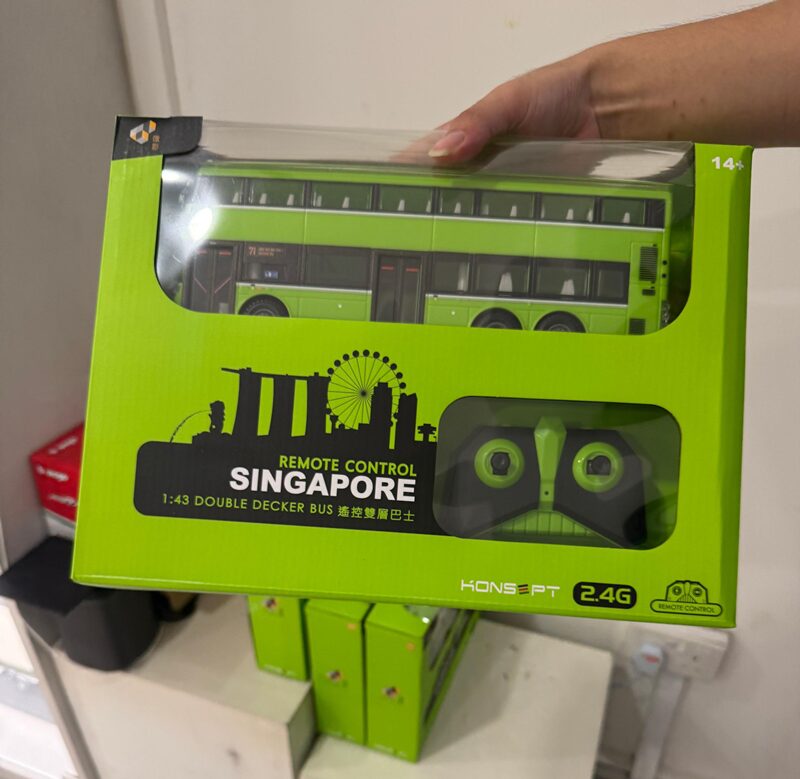 14+
71
REMOTE CONTROL
SINGAPORE
1:43 DOUBLE DECKER BUS 遙控雙層巴士
KONSEPT
2.4G
REMOTE CONTROL